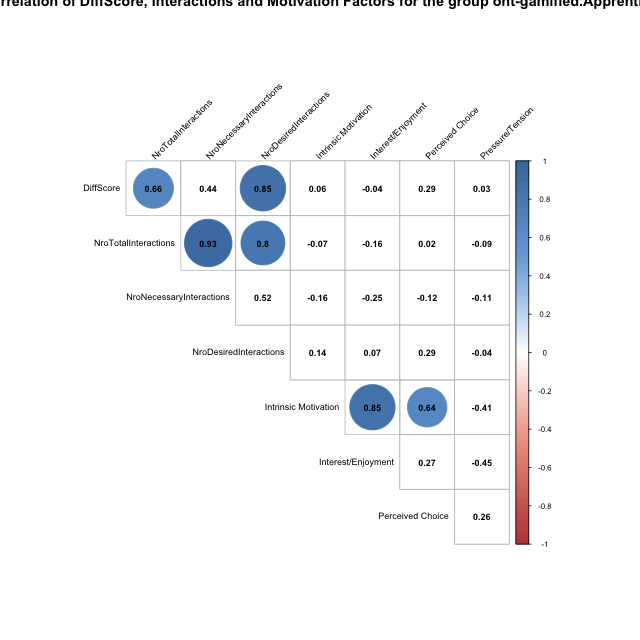 rrelation of DiffScore, Interactions and Motivation Factors for the group ont-gamified.Apprenti
NroTotalInteractions
NroNecessaryInteractions
NroDesiredInteractions
Intrinsic Motivation
Interest/Enjoyment
Perceived Choice
Pressure/Tension
DiffScore 0.66 0.44 0.85 0.06 -0.04 0.29 0.03
NroTotalInteractions 0.93 0.8 -0.07 -0.16 0.02 -0.09
NroNecessaryInteractions 0.52 -0.16 -0.25 -0.12 -0.11
NroDesiredInteractions 0.14 0.07 0.29 -0.04
Intrinsic Motivation 0.85 0.64 -0.41
Interest/Enjoyment 0.27 -0.45
Perceived Choice 0.26
1
0.8
0.6
0.4
0.2
0
-0.2
-0.4
-0.6
-0.8
-1